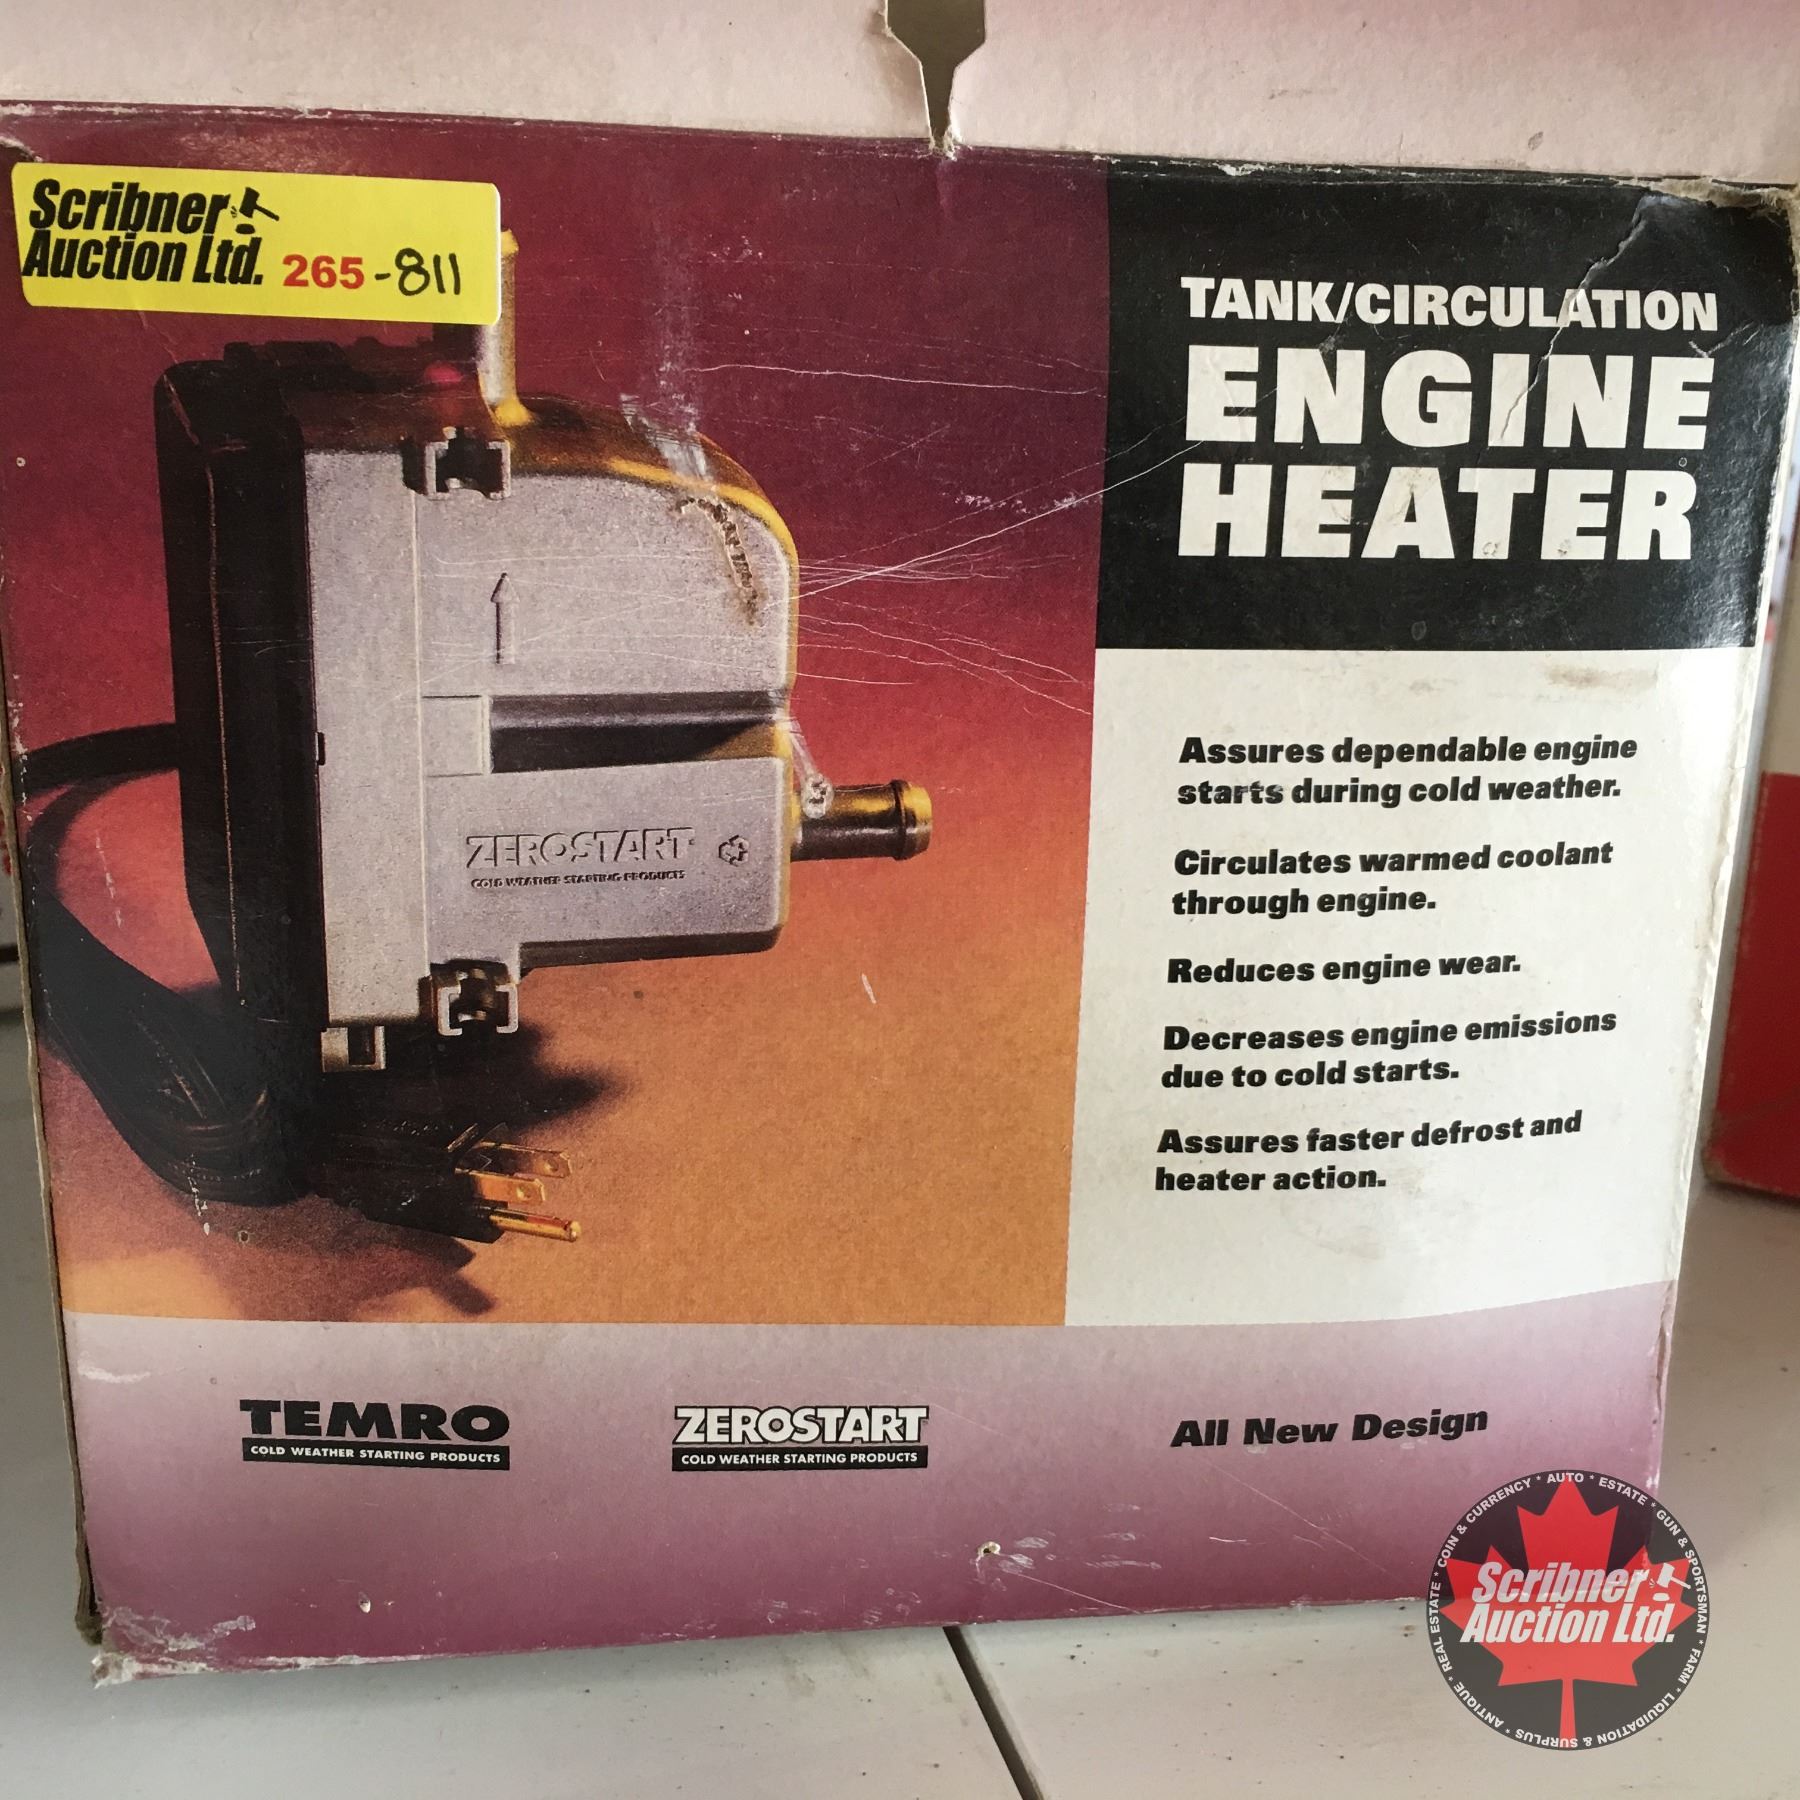 Scribner
Auction Ltd. 265-811
TANK/CIRCULATION
ENGINE
HEATER
Assures dependable engine
starts during cold weather.
Circulates warmed coolant
through engine.
Reduces engine wear.
Decreases engine emissions
due to cold starts.
Assures faster defrost and
heater action.
ZEROSTART
COLD WEATHER STARTING PRODUCTS
TEMRO
COLD WEATHER STARTING PRODUCTS
ZEROSTART
COLD WEATHER STARTING PRODUCTS
All New Design
Scribner
Auction Ltd.
* REAL ESTATE * COIN & CURRENCY * AUTO * ESTATE * GUN & SPORTSMAN * FARM * LIQUIDATION & SURPLUS * ANTIQUE